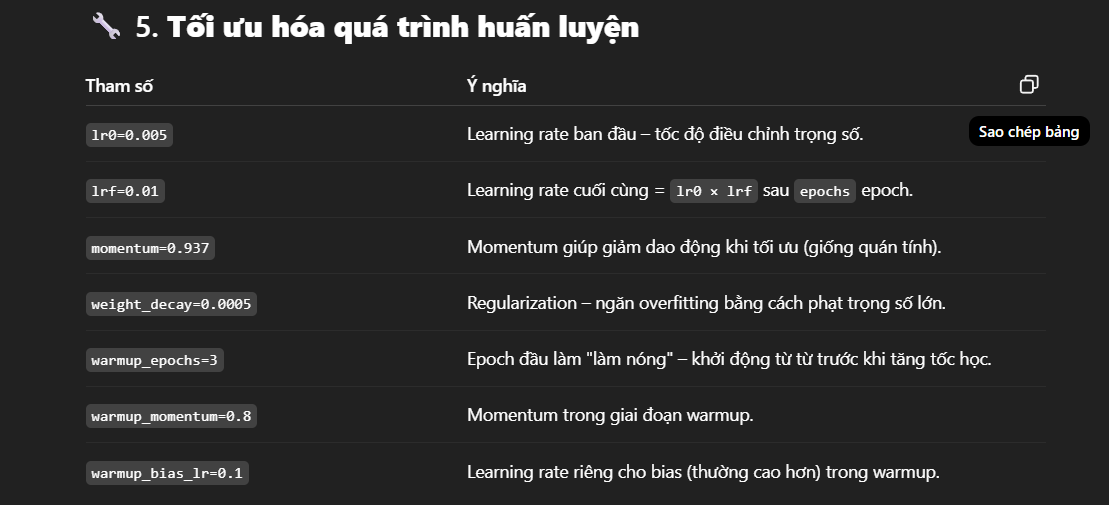 🔧 5. Tối ưu hóa quá trình huấn luyện
Tham số Ý nghĩa
Sao chép bảng
lr0=0.005 Learning rate ban đầu – tốc độ điều chỉnh trọng số.
lrf=0.01 Learning rate cuối cùng = lr0 x lrf sau epochs epoch.
momentum=0.937 Momentum giúp giảm dao động khi tối ưu (giống quán tính).
weight_decay=0.0005 Regularization – ngăn overfitting bằng cách phạt trọng số lớn.
warmup_epochs=3 Epoch đầu làm "làm nóng" – khởi động từ từ trước khi tăng tốc học.
warmup_momentum=0.8 Momentum trong giai đoạn warmup.
warmup_bias_lr=0.1 Learning rate riêng cho bias (thường cao hơn) trong warmup.